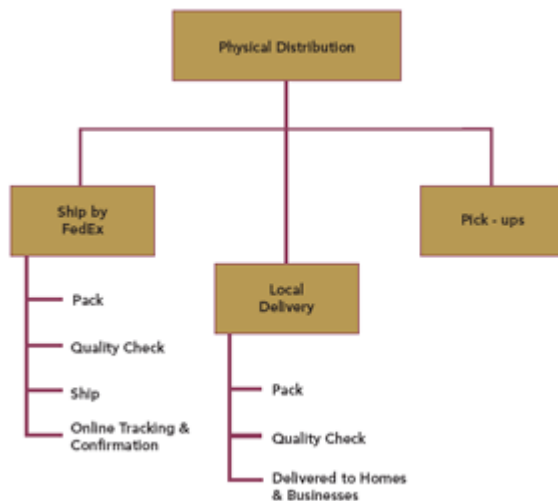 Physical Distribution
Ship by
FedEx
Pack
Quality Check
Ship
Online Tracking &
Confirmation
Local
Delivery
Pack
Quality Check
Delivered to Homes
& Businesses
Pick - ups